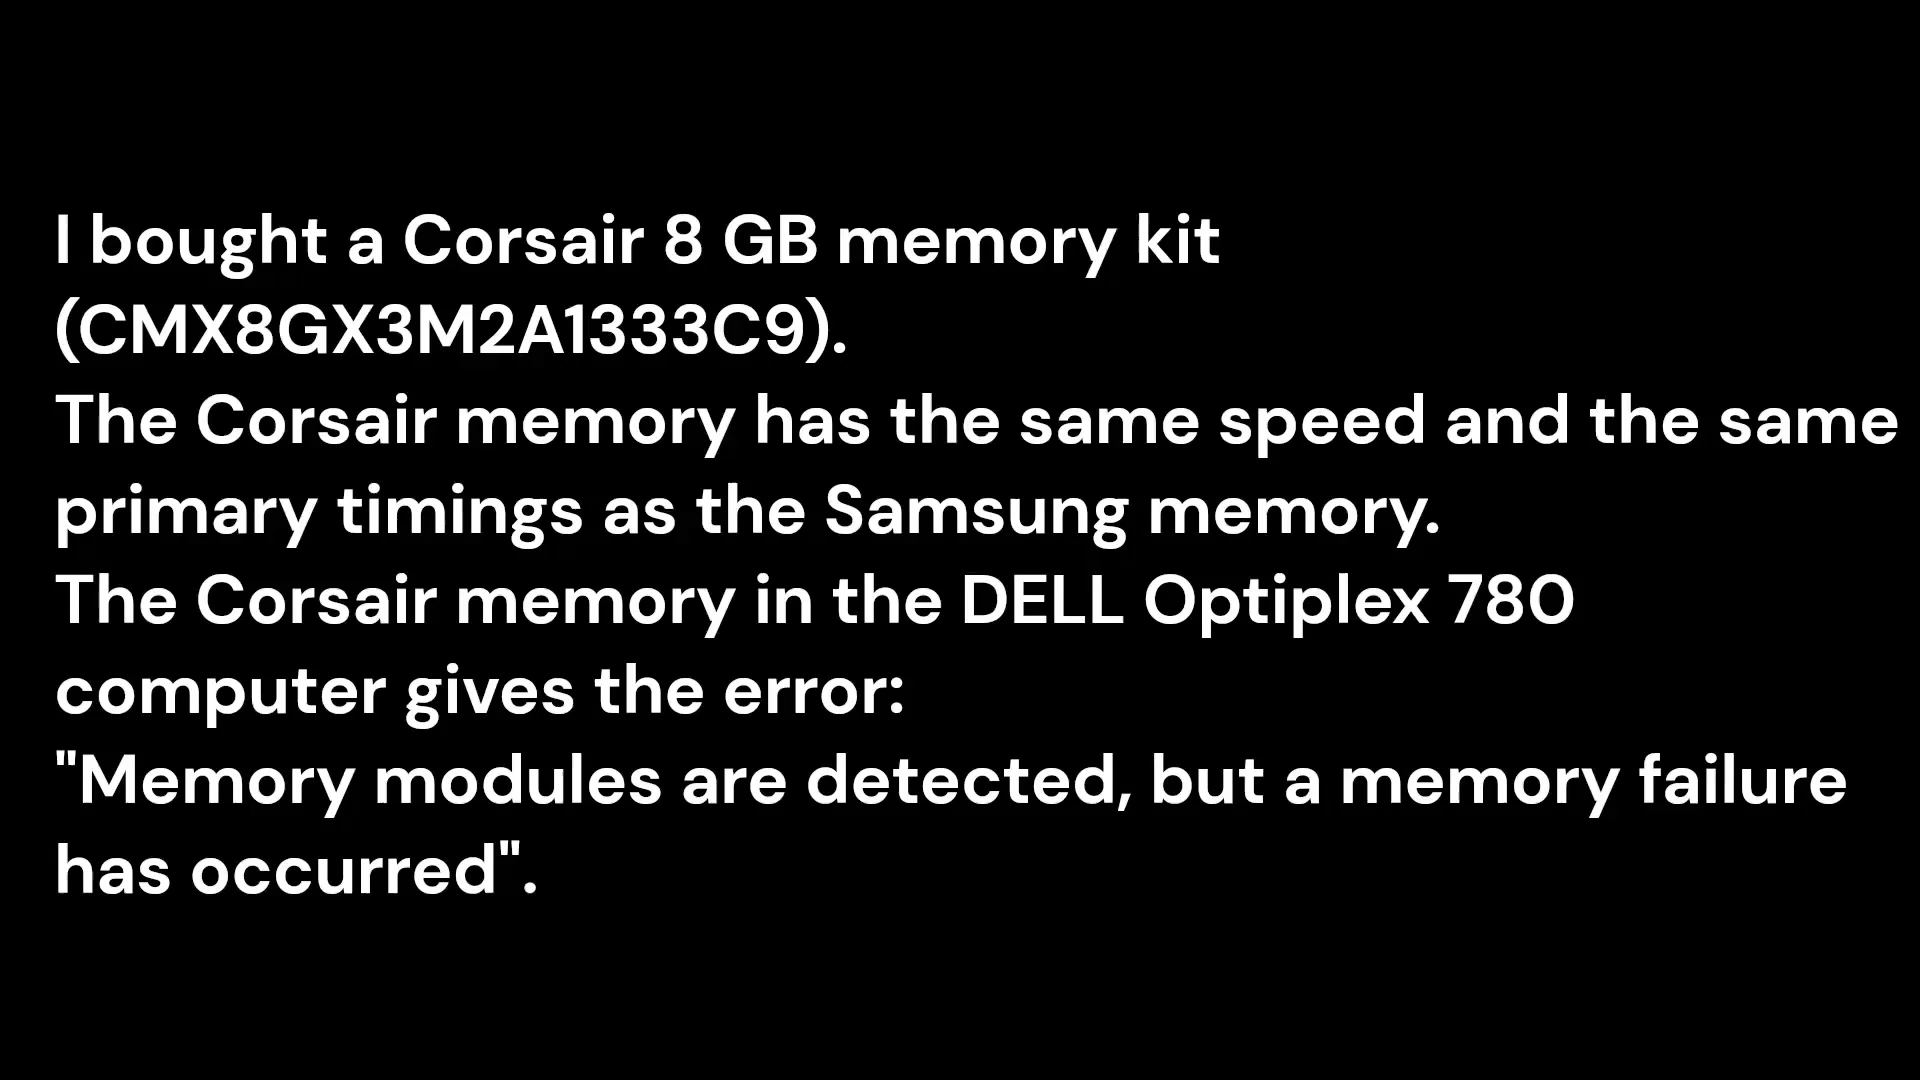 I bought a Corsair 8 GB memory kit
(CMX8GX3M2A1333C9).
The Corsair memory has the same speed and the same
primary timings as the Samsung memory.
The Corsair memory in the DELL Optiplex 780
computer gives the error:
"Memory modules are detected, but a memory failure
has occurred".